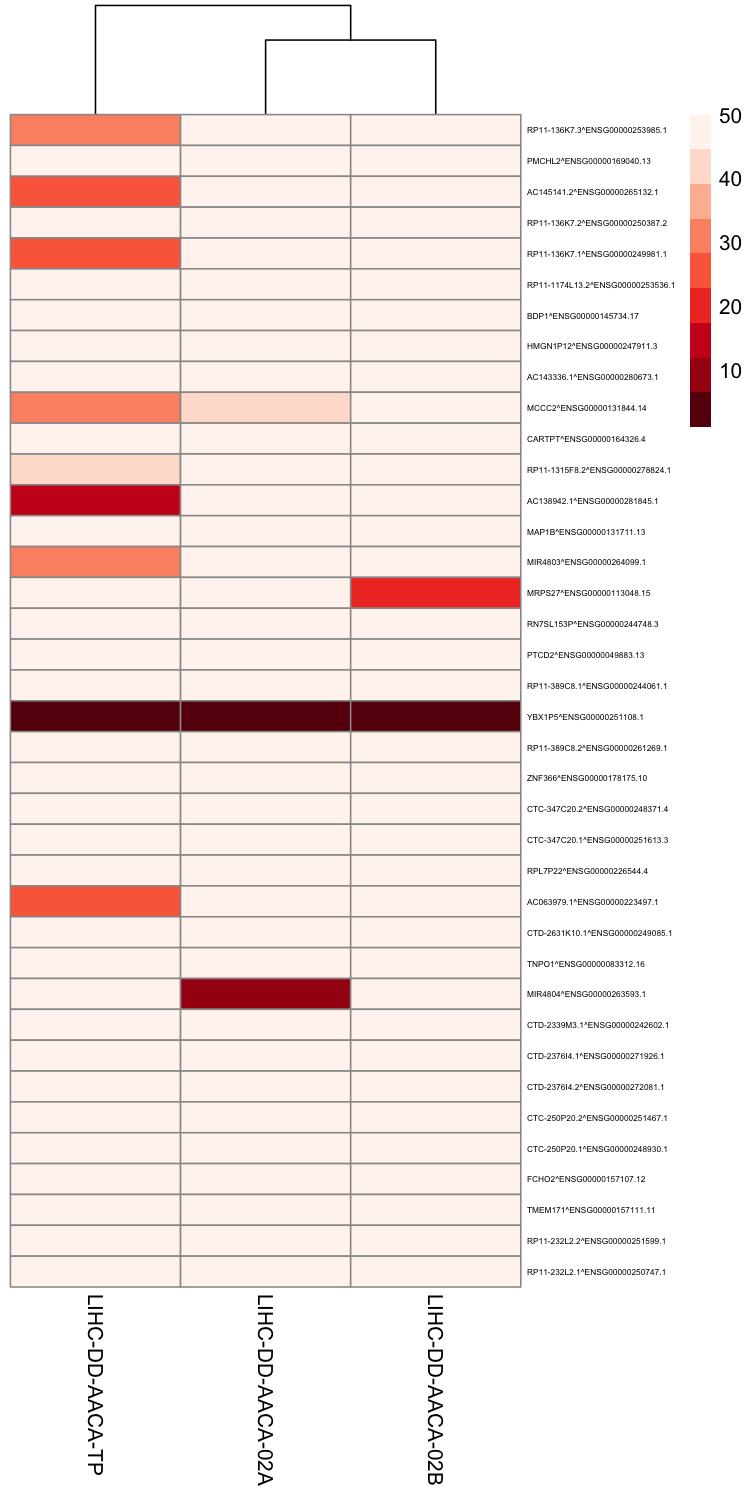 50
40
30
20
10
RP11-136K7.3^ENSG00000253985.1
PMCHL2^ENSG00000169040.13
AC145141.2^ENSG00000265132.1
RP11-136K7.2^ENSG00000250387.2
RP11-136K7.1^ENSG00000249981.1
RP11-1174L13.2^ENSG00000253536.1
BDP1^ENSG00000145734.17
HMGN1P12^ENSG00000247911.3
AC143336.1^ENSG00000280673.1
MCCC2^ENSG00000131844.14
CARTPT^ENSG00000164326.4
RP11-1315F8.2^ENSG00000278824.1
AC138942.1^ENSG00000281845.1
MAP1B^ENSG00000131711.13
MIR4803^ENSG00000264099.1
MRPS27^ENSG00000113048.15
RN7SL153P^ENSG00000244748.3
PTCD2^ENSG00000049883.13
RP11-389C8.1^ENSG00000244061.1
YBX1P5^ENSG00000251108.1
RP11-389C8.2^ENSG00000261269.1
ZNF366^ENSG00000178175.10
CTC-347C20.2^ENSG00000248371.4
CTC-347C20.1^ENSG00000251613.3
RPL7P22^ENSG00000226544.4
AC063979.1^ENSG00000223497.1
CTD-2631K10.1^ENSG00000249085.1
TNPO1^ENSG00000083312.16
MIR4804^ENSG00000263593.1
CTD-2339M3.1^ENSG00000242602.1
CTD-2376I4.1^ENSG00000271926.1
CTD-2376I4.2^ENSG00000272081.1
CTC-250P20.2^ENSG00000251467.1
CTC-250P20.1^ENSG00000248930.1
FCHO2^ENSG00000157107.12
TMEM171^ENSG00000157111.11
RP11-232L2.2^ENSG00000251599.1
RP11-232L2.1^ENSG00000250747.1
LIHC-DD-AACA-TP
LIHC-DD-AACA-02A
LIHC-DD-AACA-02B